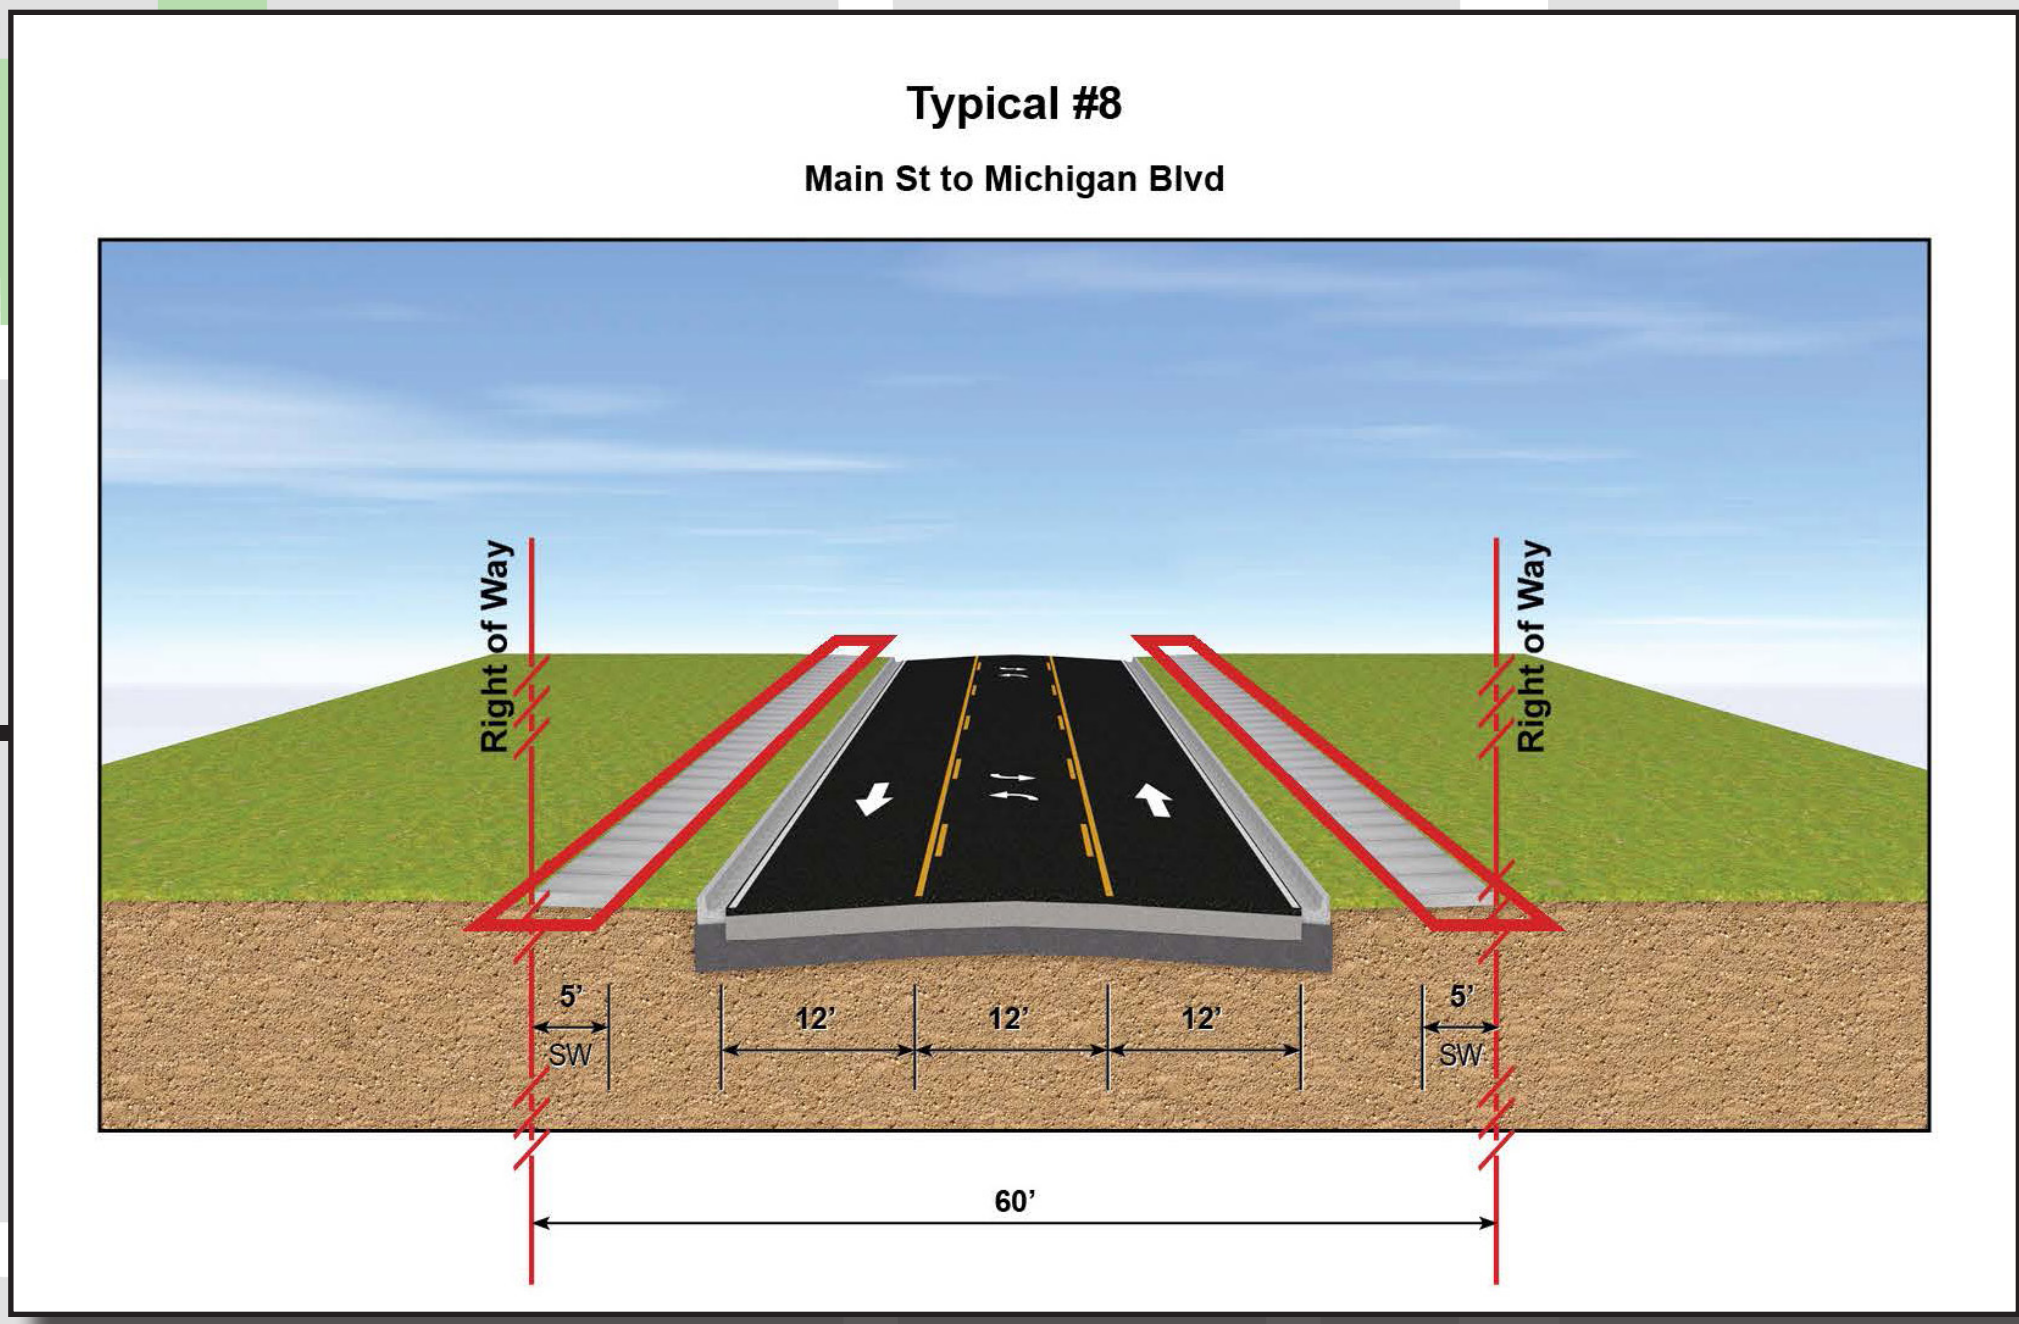 Typical #8
Main St to Michigan Blvd
Right of Way
Right of Way
5’
12’
12’
12’
5’
SW
SW
60’